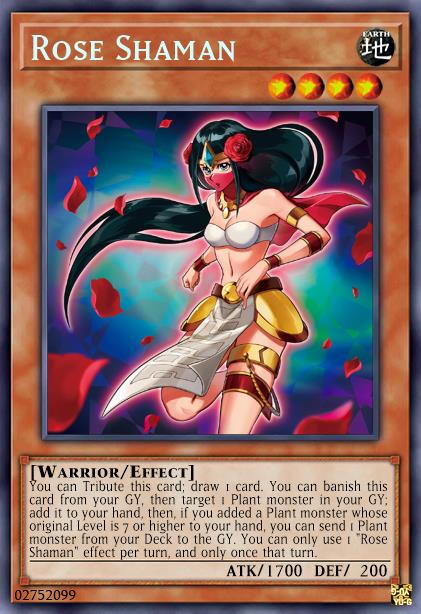 ROSE SHAMAN
EARTH
地
[WARRIOR/EFFECT]
You can Tribute this card; draw 1 card. You can banish this
card from your GY, then target 1 Plant monster in your GY;
add it to your hand, then, if you added a Plant monster whose
original Level is 7 or higher to your hand, you can send 1 Plant
monster from your Deck to the GY. You can only use 1 "Rose
Shaman" effect per turn, and only once that turn.
ATK/1700 DEF/ 200
02752099